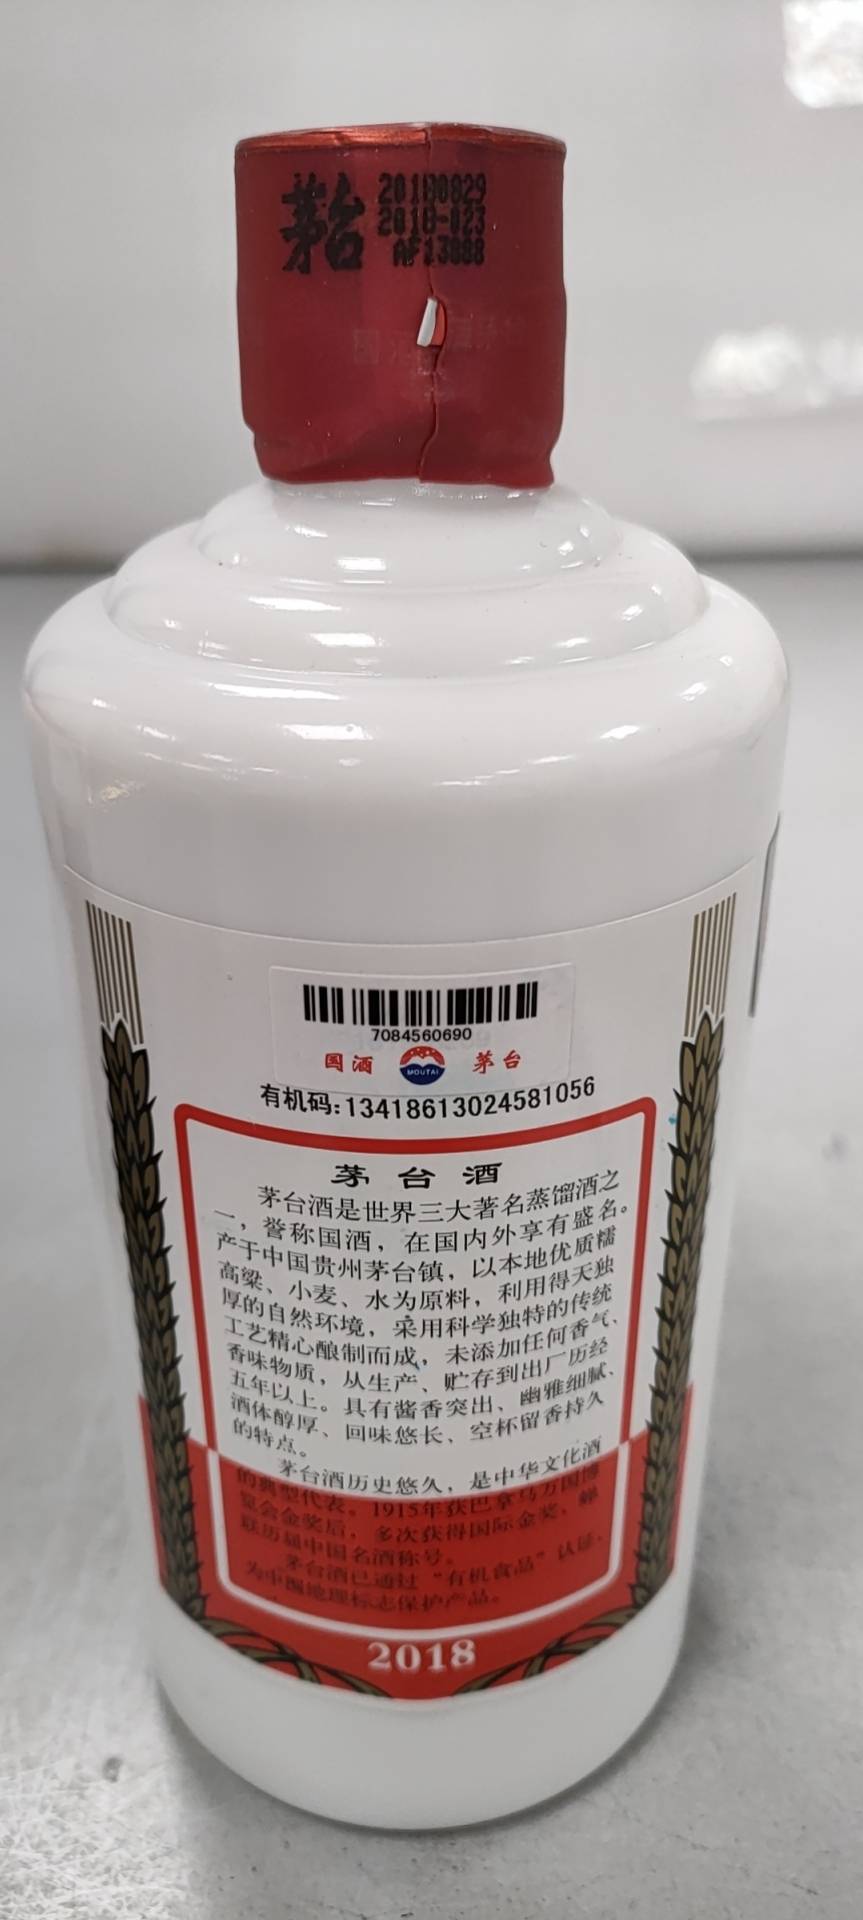 茅台
20180829
2018-023
AF13888
7084560690
国酒 MOUTAI 茅台
有机码:13418613024581056
茅台酒
茅台酒是世界三大著名蒸馏酒之
一，誉称国酒，在国内外享有盛名。
产于中国贵州茅台镇，以本地优质糯
高粱、小麦、水为原料，利用得天独
厚的自然环境，采用科学独特的传统
工艺精心酿制而成，未添加任何香气、
香味物质，从生产、贮存到出厂历经
五年以上。具有酱香突出、幽雅细腻、
酒体醇厚、回味悠长、空杯留香持久
的特点。
茅台酒历史悠久，是中华文化酒
的典型代表。1915年获巴拿马万国博
览会金奖后，多次获得国际金奖，蝉
联历届中国名酒称号。
茅台酒已通过“有机食品”认证，
为中国地理标志保护产品。
2018